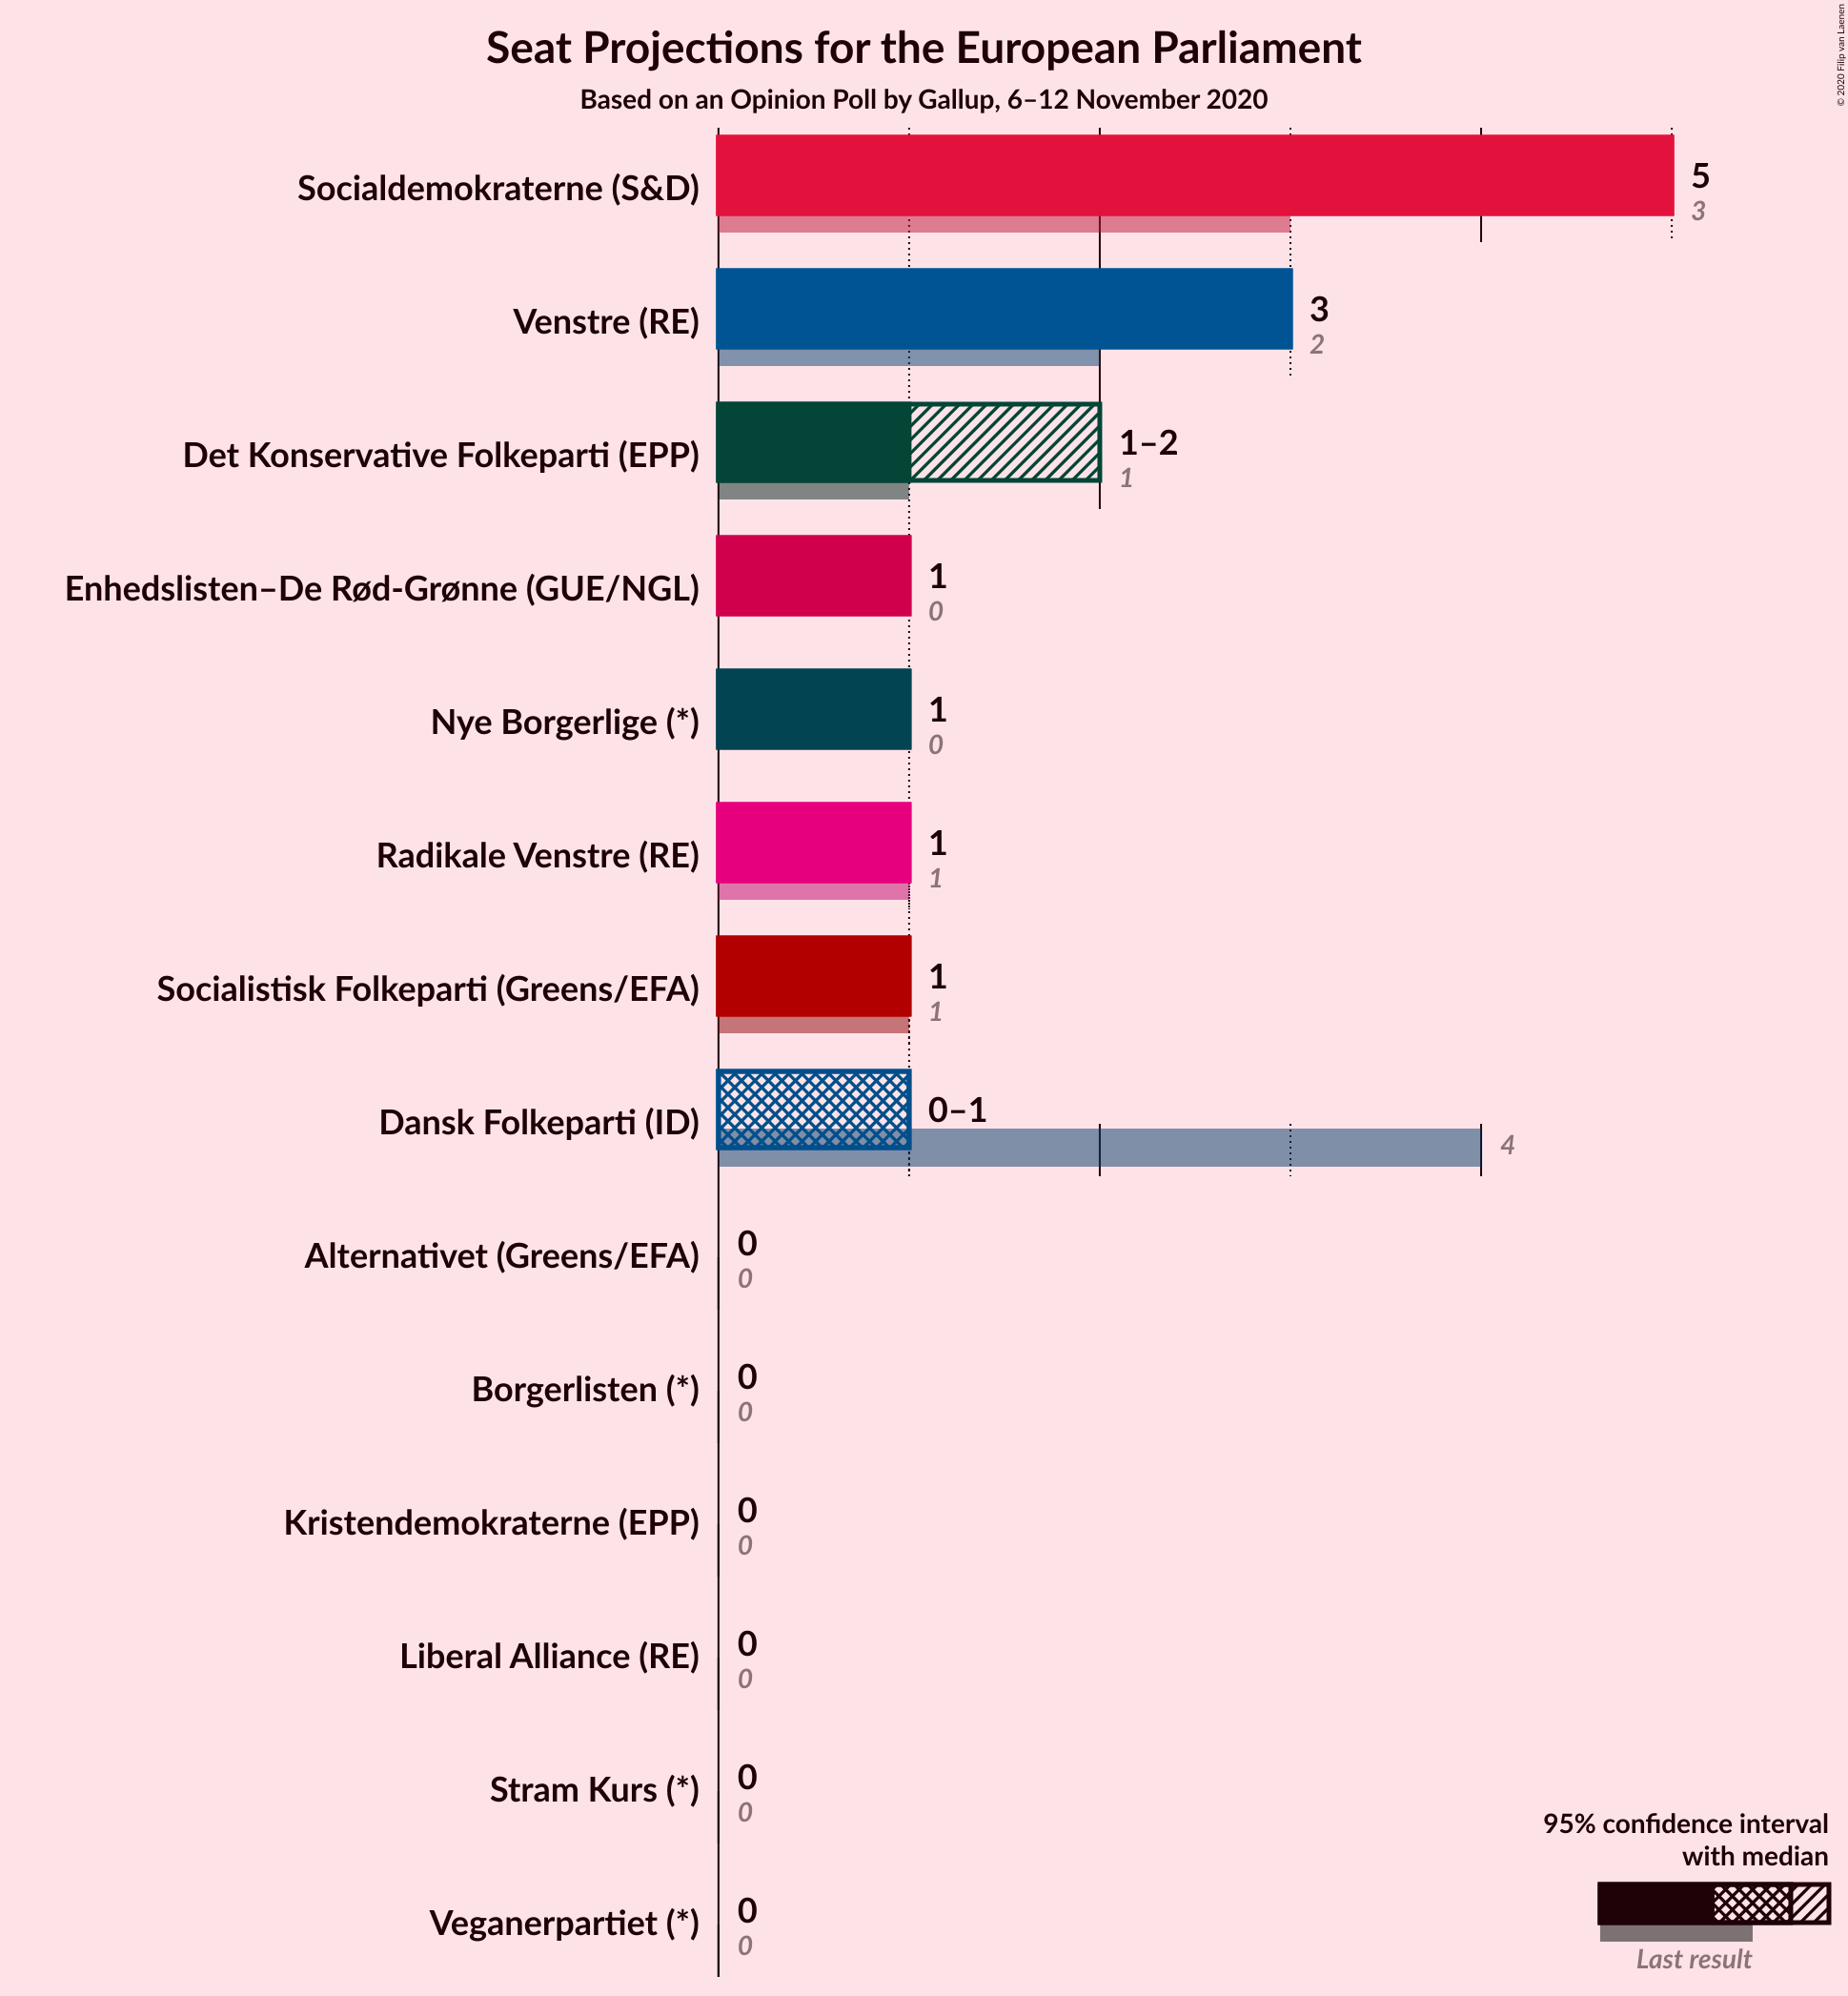 Seat Projections for the European Parliament
Based on an Opinion Poll by Gallup, 6–12 November 2020
© 2020 Filip van Laenen
Socialdemokraterne (S&D)
5
3
Venstre (RE)
3
2
Det Konservative Folkeparti (EPP)
1–2
1
Enhedslisten–De Rød-Grønne (GUE/NGL)
1
0
Nye Borgerlige (*)
1
0
Radikale Venstre (RE)
1
1
Socialistisk Folkeparti (Greens/EFA)
1
1
Dansk Folkeparti (ID)
0–1
4
Alternativet (Greens/EFA)
0
0
Borgerlisten (*)
0
0
Kristendemokraterne (EPP)
0
0
Liberal Alliance (RE)
0
0
Stram Kurs (*)
0
0
Veganerpartiet (*)
0
0
95% confidence interval
with median
Last result